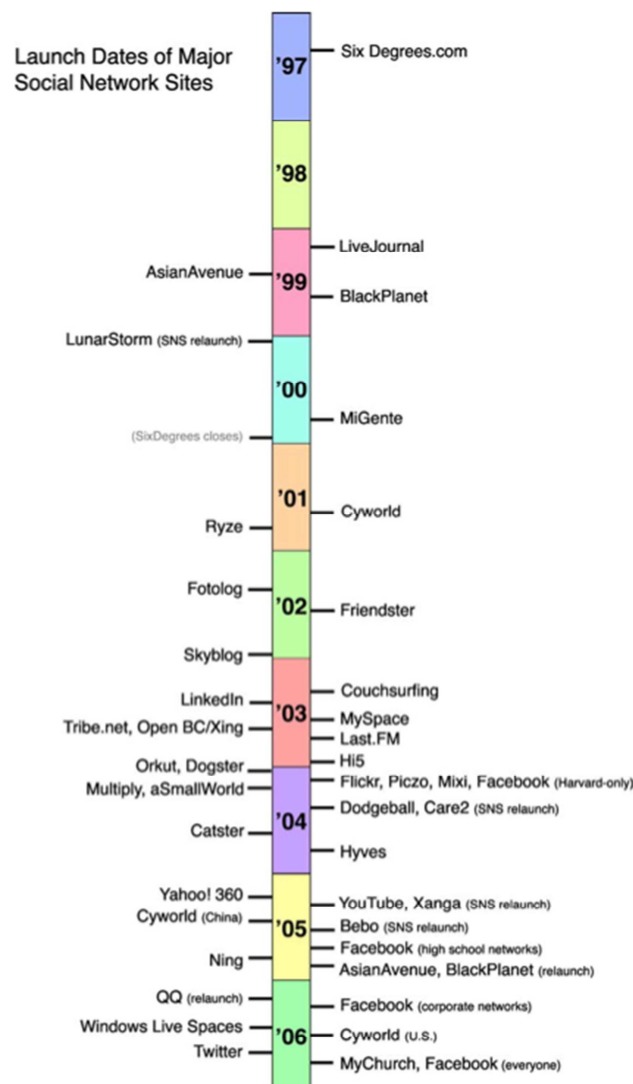 Launch Dates of Major
Social Network Sites
'97
Six Degrees.com
'98
'99
LiveJournal
AsianAvenue
BlackPlanet
'00
LunarStorm (SNS relaunch)
MiGente
(SixDegrees closes)
'01
Cyworld
Ryze
'02
Fotolog
Friendster
Skyblog
'03
Couchsurfing
LinkedIn
MySpace
Tribe.net, Open BC/Xing
Last.FM
Hi5
'04
Orkut, Dogster
Flickr, Piczo, Mixi, Facebook (Harvard-only)
Multiply, aSmallWorld
Dodgeball, Care2 (SNS relaunch)
Catster
Hyves
'05
Yahoo! 360
YouTube, Xanga (SNS relaunch)
Cyworld (China)
Bebo (SNS relaunch)
Facebook (high school networks)
Ning
AsianAvenue, BlackPlanet (relaunch)
'06
QQ (relaunch)
Facebook (corporate networks)
Windows Live Spaces
Cyworld (U.S.)
Twitter
MyChurch, Facebook (everyone)